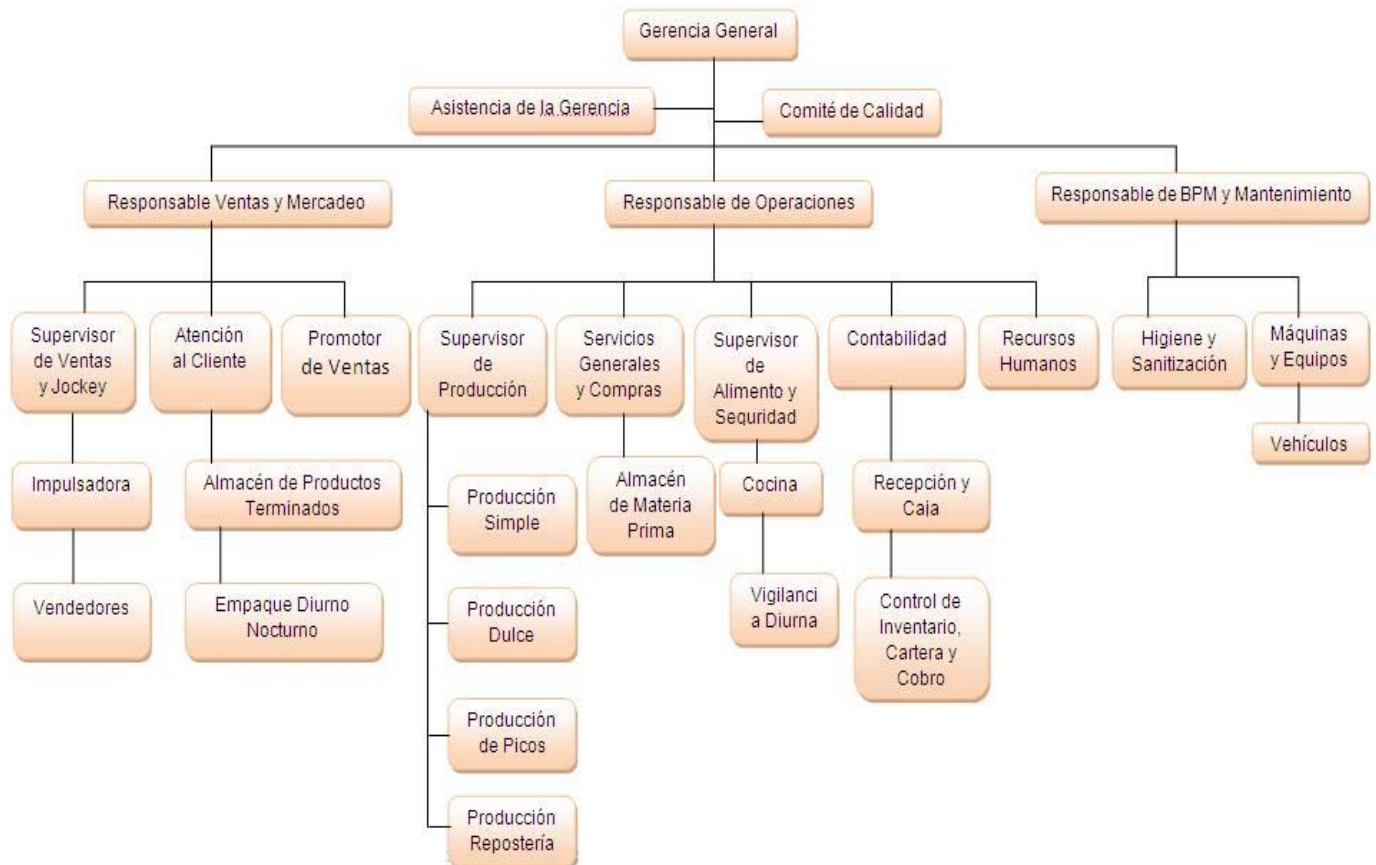 Gerencia General
Asistencia de la Gerencia
Comité de Calidad
Responsable Ventas y Mercadeo
Responsable de Operaciones
Responsable de BPM y Mantenimiento
Supervisor
de Ventas
y Jockey
Atención
al Cliente
Promotor
de Ventas
Supervisor
de
Producción
Servicios
Generales
y Compras
Supervisor
de
Alimento y
Seguridad
Contabilidad
Recursos
Humanos
Higiene y
Sanitización
Máquinas
y Equipos
Vehículos
Impulsadora
Almacén de Productos
Terminados
Producción
Simple
Almacén
de Materia
Prima
Cocina
Recepción y
Caja
Vendedores
Empaque Diurno
Nocturno
Producción
Dulce
Vigilanci
a Diurna
Control de
Inventario,
Cartera y
Cobro
Producción
de Picos
Producción
Repostería